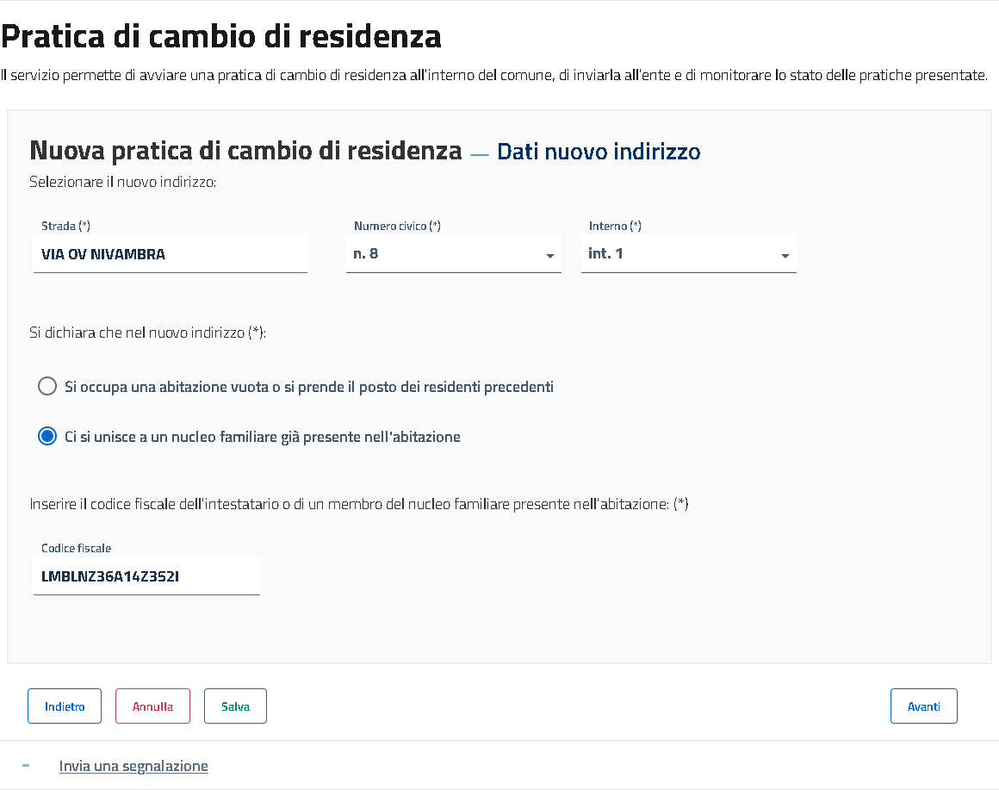 Pratica di cambio di residenza
Il servizio permette di avviare una pratica di cambio di residenza all'interno del comune, di inviarla all'ente e di monitorare lo stato delle pratiche presentate.
Nuova pratica di cambio di residenza — Dati nuovo indirizzo
Selezionare il nuovo indirizzo:
Strada (*) Numero civico (*) Interno (*)
VIA OV NIVAMBRA n. 8 int. 1
Si dichiara che nel nuovo indirizzo (*):
Si occupa una abitazione vuota o si prende il posto dei residenti precedenti
Ci si unisce a un nucleo familiare già presente nell'abitazione
Inserire il codice fiscale dell'intestatario o di un membro del nucleo familiare presente nell'abitazione: (*)
Codice fiscale
LMBLNZ36A14Z352I
Indietro Annulla Salva Avanti
- Invia una segnalazione